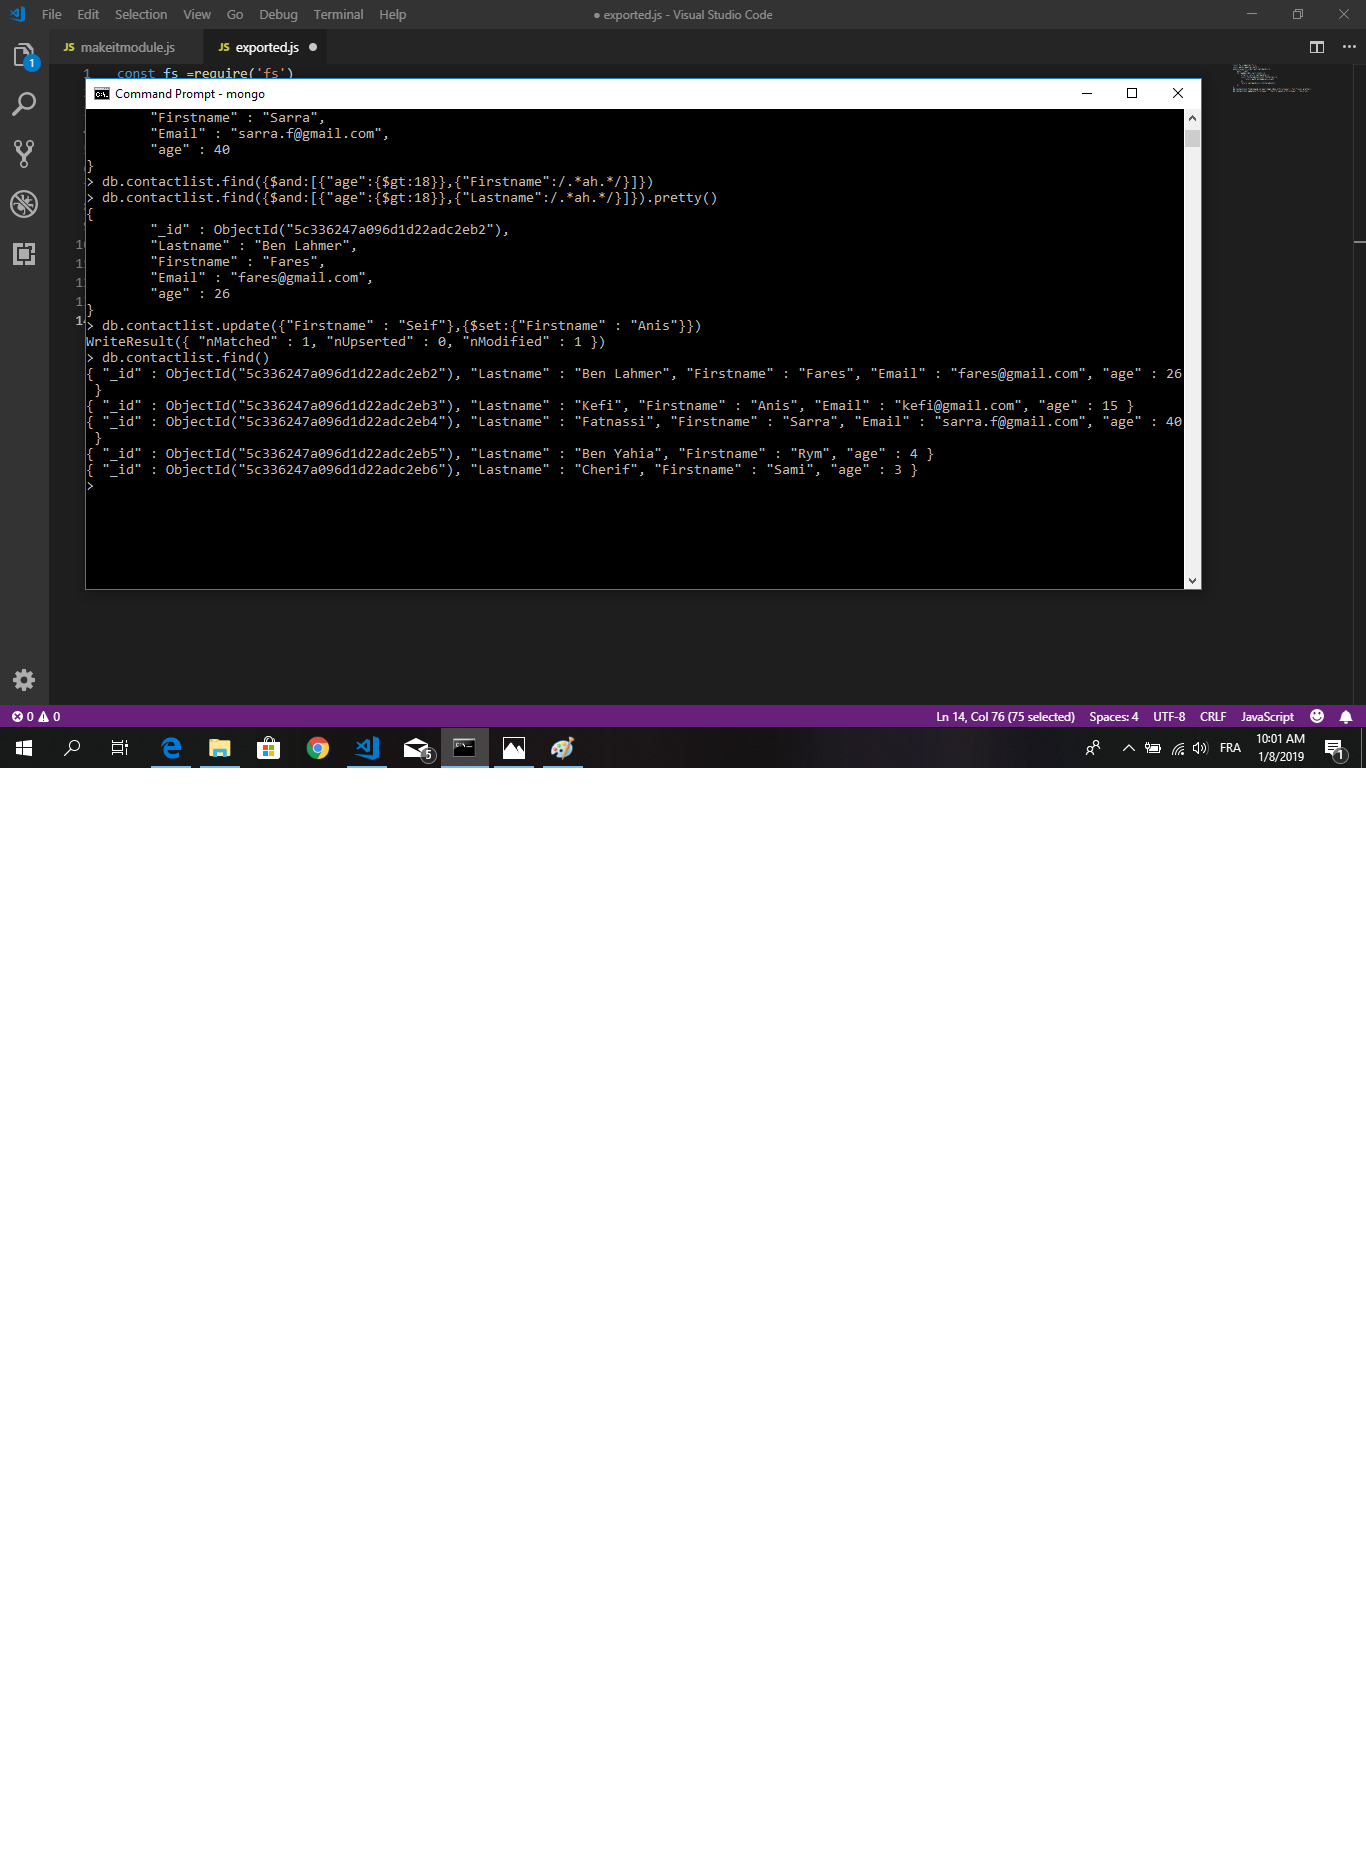 File Edit Selection View Go Debug Terminal Help
● exported.js - Visual Studio Code
1
JS makeitmodule.js
JS exported.js ●
1 const fs =require('fs')
Command Prompt - mongo
"Firstname" : "Sarra",
"Email" : "sarra.f@gmail.com",
"age" : 40
}
> db.contactlist.find({$and:[{"age":{$gt:18}},{"Firstname":/.*ah.*/}]})
> db.contactlist.find({$and:[{"age":{$gt:18}},{"Lastname":/.*ah.*/}]}).pretty()
{
"_id" : ObjectId("5c336247a096d1d22adc2eb2"),
"Lastname" : "Ben Lahmer",
"Firstname" : "Fares",
"Email" : "fares@gmail.com",
"age" : 26
}
> db.contactlist.update({"Firstname" : "Seif"},{$set:{"Firstname" : "Anis"}})
WriteResult({ "nMatched" : 1, "nUpserted" : 0, "nModified" : 1 })
> db.contactlist.find()
{ "_id" : ObjectId("5c336247a096d1d22adc2eb2"), "Lastname" : "Ben Lahmer", "Firstname" : "Fares", "Email" : "fares@gmail.com", "age" : 26
}
{ "_id" : ObjectId("5c336247a096d1d22adc2eb3"), "Lastname" : "Kefi", "Firstname" : "Anis", "Email" : "kefi@gmail.com", "age" : 15 }
{ "_id" : ObjectId("5c336247a096d1d22adc2eb4"), "Lastname" : "Fatnassi", "Firstname" : "Sarra", "Email" : "sarra.f@gmail.com", "age" : 40
}
{ "_id" : ObjectId("5c336247a096d1d22adc2eb5"), "Lastname" : "Ben Yahia", "Firstname" : "Rym", "age" : 4 }
{ "_id" : ObjectId("5c336247a096d1d22adc2eb6"), "Lastname" : "Cherif", "Firstname" : "Sami", "age" : 3 }
>
0 0
Ln 14, Col 76 (75 selected) Spaces: 4 UTF-8 CRLF JavaScript
5
FRA
10:01 AM
1/8/2019
1